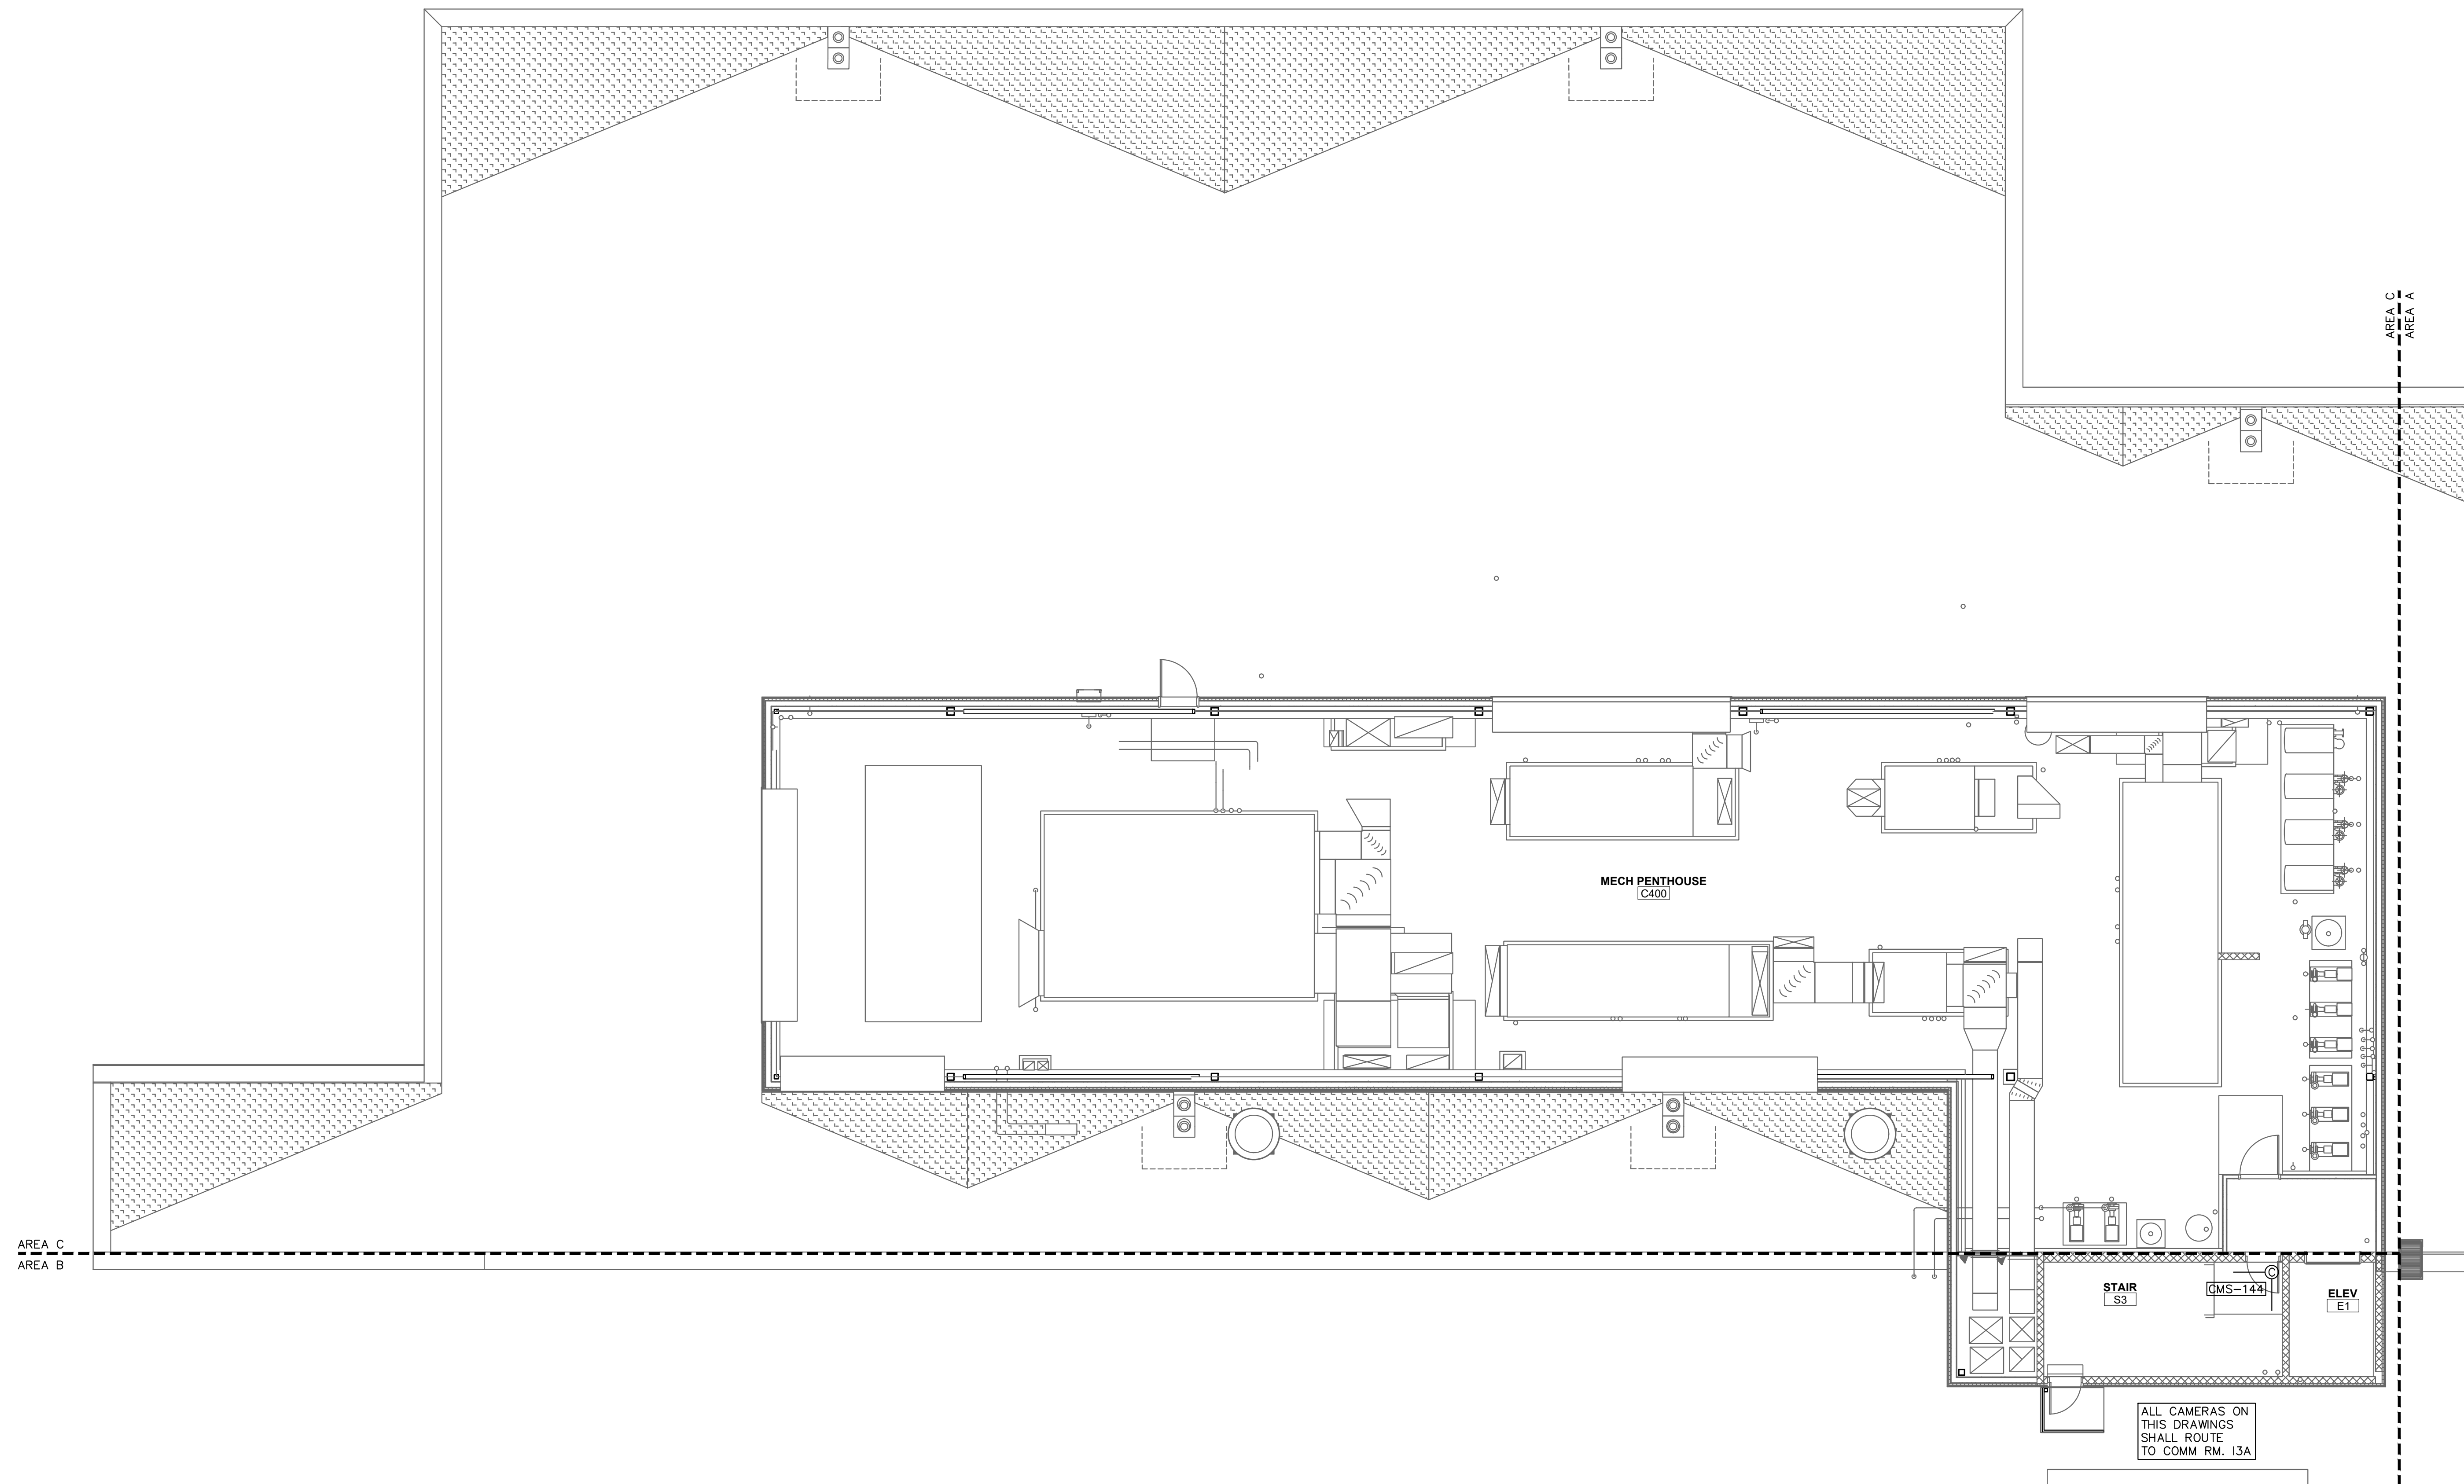 AREA C
AREA A
MECH PENTHOUSE
C400
AREA C
AREA B
STAIR
S3
C
CMS-144
ELEV
E1
ALL CAMERAS ON
THIS DRAWINGS
SHALL ROUTE
TO COMM RM. 13A